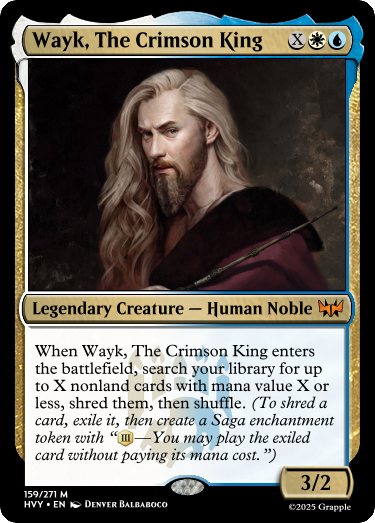 Wayk, The Crimson King X
Legendary Creature — Human Noble
When Wayk, The Crimson King enters
the battlefield, search your library for up
to X nonland cards with mana value X or
less, shred them, then shuffle. (To shred a
card, exile it, then create a Saga enchantment
token with “III—You may play the exiled
card without paying its mana cost.”)
3/2
159/271 M
HVY • EN Denver Balbaboco
©2025 Grapple